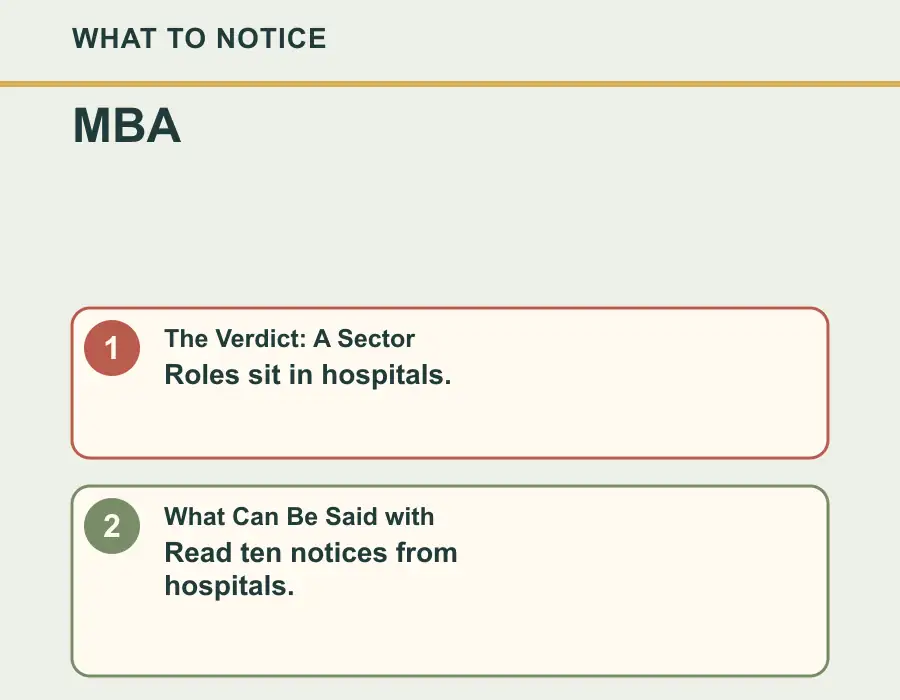 WHAT TO NOTICE
MBA
1
The Verdict: A Sector
Roles sit in hospitals.
2
What Can Be Said with
Read ten notices from
hospitals.